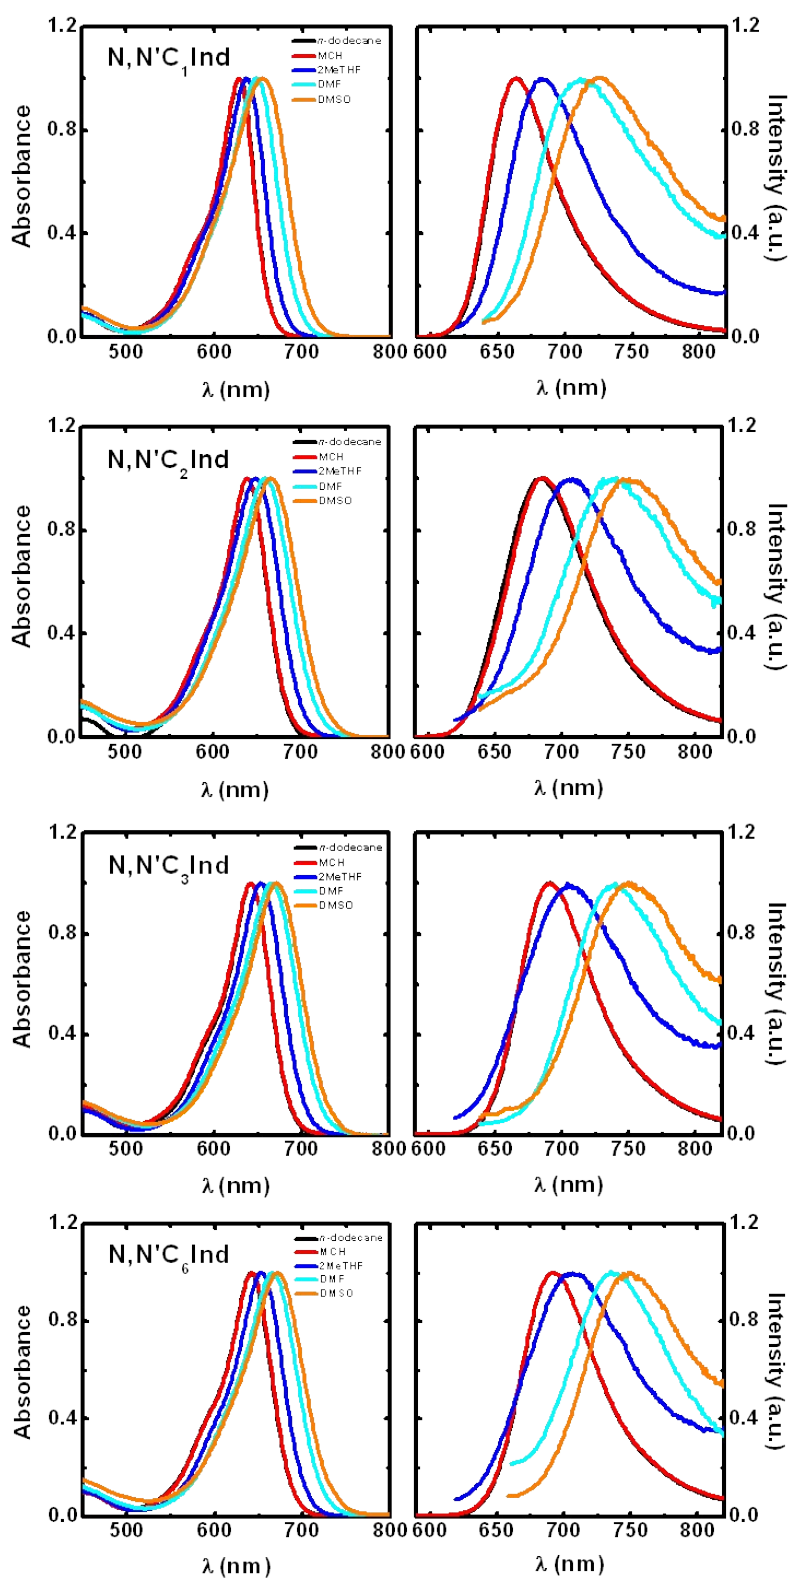 N,N'C1Ind
n-dodecane
MCH
2MeTHF
DMF
DMSO
Absorbance
1.2
0.8
0.4
0.0
500 600 700 800
λ (nm)
600 650 700 750 800
λ (nm)
1.2
0.8
0.4
0.0
Intensity (a.u.)
N,N'C2Ind
n-dodecane
MCH
2MeTHF
DMF
DMSO
Absorbance
1.2
0.8
0.4
0.0
500 600 700 800
λ (nm)
600 650 700 750 800
λ (nm)
1.2
0.8
0.4
0.0
Intensity (a.u.)
N,N'C3Ind
n-dodecane
MCH
2MeTHF
DMF
DMSO
Absorbance
1.2
0.8
0.4
0.0
500 600 700 800
λ (nm)
600 650 700 750 800
λ (nm)
1.2
0.8
0.4
0.0
Intensity (a.u.)
N,N'C6Ind
n-dodecane
MCH
2MeTHF
DMF
DMSO
Absorbance
1.2
0.8
0.4
0.0
500 600 700 800
λ (nm)
600 650 700 750 800
λ (nm)
1.2
0.8
0.4
0.0
Intensity (a.u.)